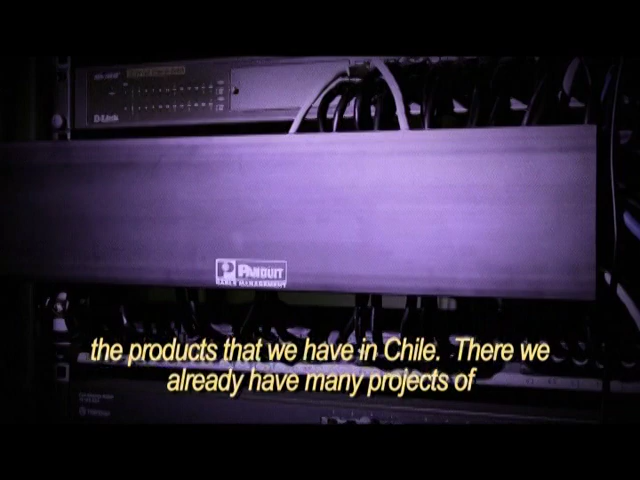 D-Link
PANDUIT
CABLE MANAGEMENT
the products that we have in Chile. There we
already have many projects of